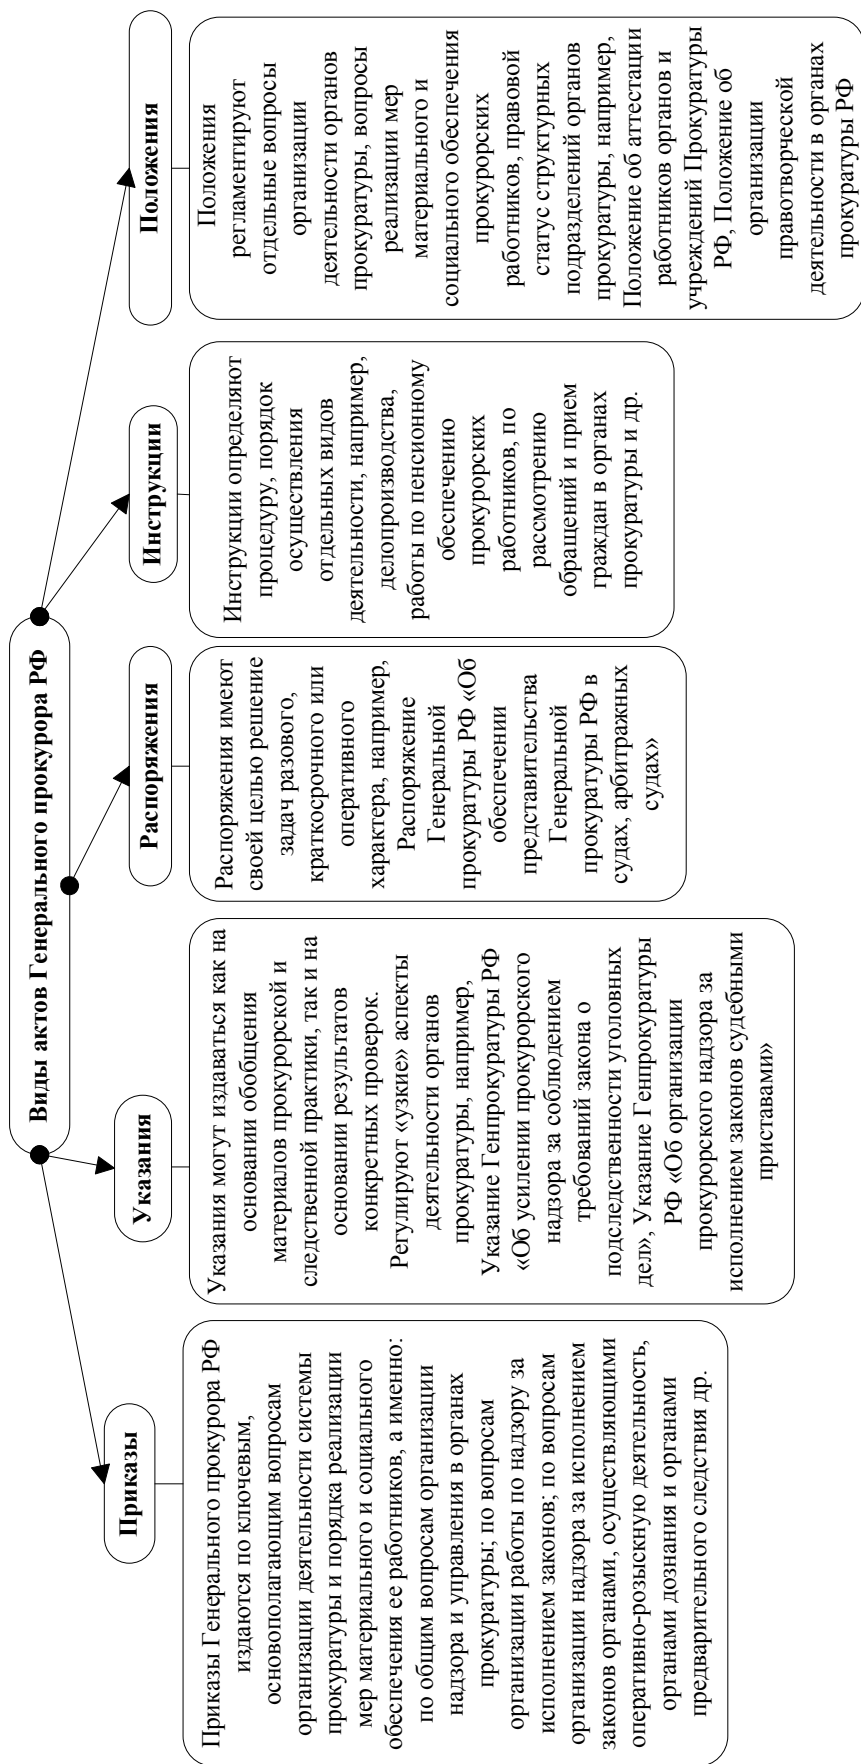 Виды актов Генерального прокурора РФ
Приказы
Приказы Генерального прокурора РФ
издаются по ключевым,
основополагающим вопросам
организации деятельности системы
прокуратуры и порядка реализации
мер материального и социального
обеспечения ее работников, а именно:
по общим вопросам организации
надзора и управления в органах
прокуратуры; по вопросам
организации работы по надзору за
исполнением законов; по вопросам
организации надзора за исполнением
законов органами, осуществляющими
оперативно-розыскную деятельность,
органами дознания и органами
предварительного следствия др.
Указания
Указания могут издаваться как на
основании обобщения
материалов прокурорской и
следственной практики, так и на
основании результатов
конкретных проверок.
Регулируют «узкие» аспекты
деятельности органов
прокуратуры, например,
Указание Генпрокуратуры РФ
«Об усилении прокурорского
надзора за соблюдением
требований закона о
подследственности уголовных
дел», Указание Генпрокуратуры
РФ «Об организации
прокурорского надзора за
исполнением законов судебными
приставами»
Распоряжения
Распоряжения имеют
своей целью решение
задач разового,
краткосрочного или
оперативного
характера, например,
Распоряжение
Генеральной
прокуратуры РФ «Об
обеспечении
представительства
Генеральной
прокуратуры РФ в
судах, арбитражных
судах»
Инструкции
Инструкции определяют
процедуру, порядок
осуществления
отдельных видов
деятельности, например,
делопроизводства,
работы по пенсионному
обеспечению
прокурорских
работников, по
рассмотрению
обращений и прием
граждан в органах
прокуратуры и др.
Положения
Положения
регламентируют
отдельные вопросы
организации
деятельности органов
прокуратуры, вопросы
реализации мер
материального и
социального обеспечения
прокурорских
работников, правовой
статус структурных
подразделений органов
прокуратуры, например,
Положение об аттестации
работников органов и
учреждений Прокуратуры
РФ, Положение об
организации
правотворческой
деятельности в органах
прокуратуры РФ